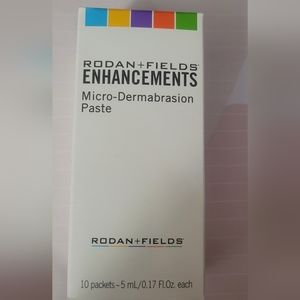 RODAN+FIELDS®
ENHANCEMENTS
Micro-Dermabrasion
Paste
RODAN+FIELDS®
10 packets~5 mL/0.17 Fl.Oz. each